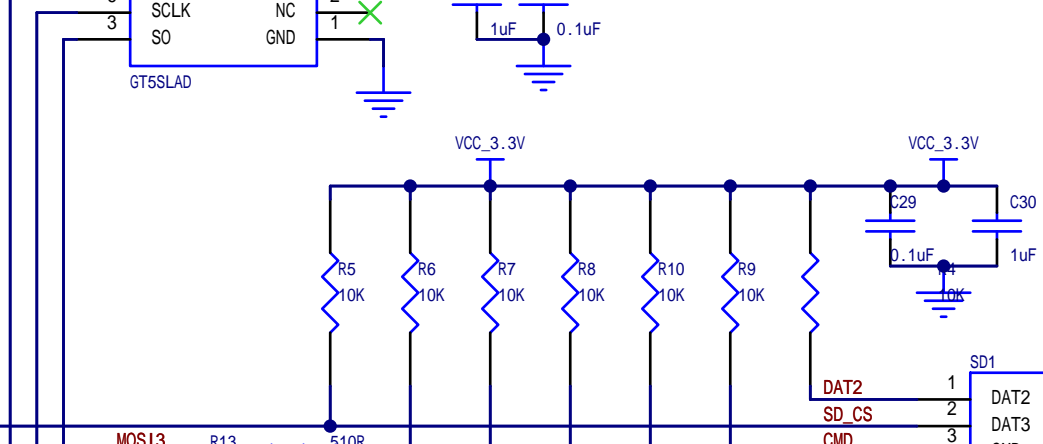 SCLK
NC
3
SO
GND
1
1uF
0.1uF
GT5SLAD
VCC_3.3V
VCC_3.3V
C29
C30
0.1uF
1uF
R5
R6
R7
R8
R10
R9
R4
10K
10K
10K
10K
10K
10K
10K
SD1
DAT2
1
DAT2
SD_CS
2
DAT3
CMD
3
MOSI3
R13
510R